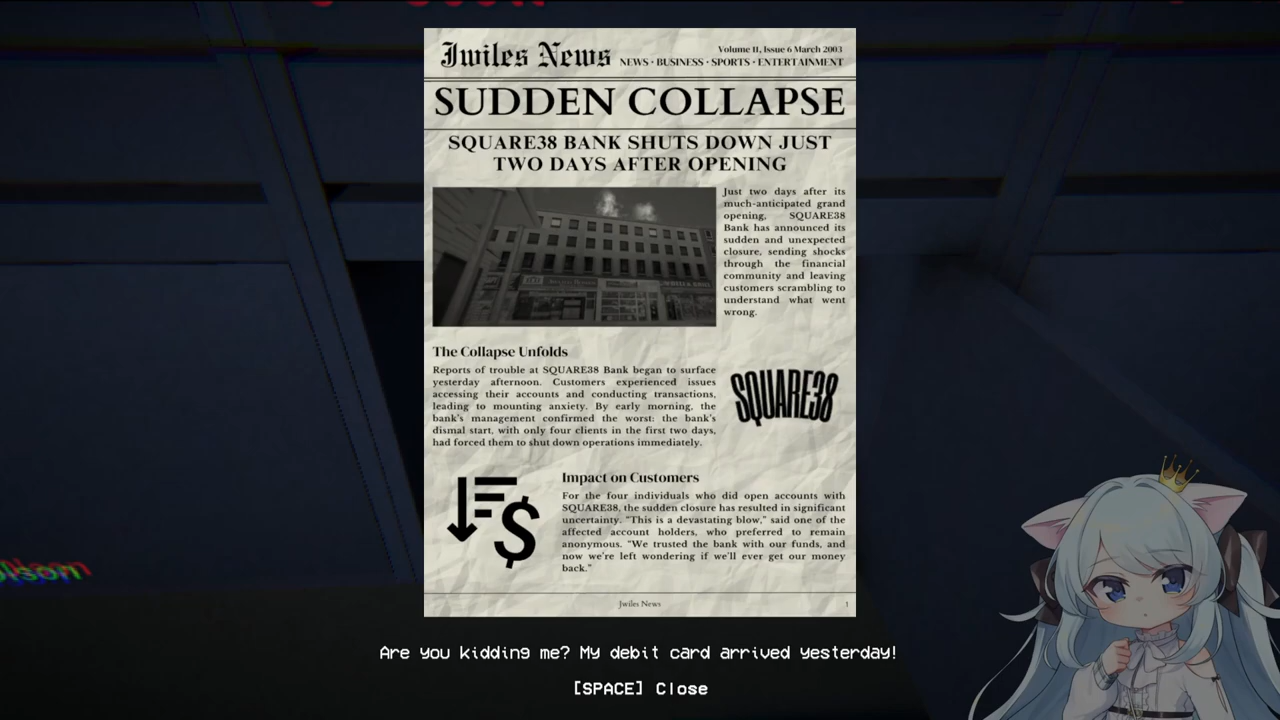 Jwiles News
Volume 11, Issue 6 March 2003
NEWS • BUSINESS • SPORTS • ENTERTAINMENT
SUDDEN COLLAPSE
SQUARE38 BANK SHUTS DOWN JUST
TWO DAYS AFTER OPENING
Just two days after its
much-anticipated grand
opening, SQUARE38
Bank has announced its
sudden and unexpected
closure, sending shocks
through the financial
community and leaving
customers scrambling to
understand what went
wrong.
The Collapse Unfolds
Reports of trouble at SQUARE38 Bank began to surface
yesterday afternoon. Customers experienced issues
accessing their accounts and conducting transactions,
leading to mounting anxiety. By early morning, the
bank's management confirmed the worst: the bank's
dismal start, with only four clients in the first two days,
had forced them to shut down operations immediately.
SQUARE38
$
Impact on Customers
For the four individuals who did open accounts with
SQUARE38, the sudden closure has resulted in significant
uncertainty. "This is a devastating blow," said one of the
affected account holders, who preferred to remain
anonymous. "We trusted the bank with our funds, and
now we're left wondering if we'll ever get our money
back."
Jwiles News
1
Are you kidding me? My debit card arrived yesterday!
[SPACE] Close